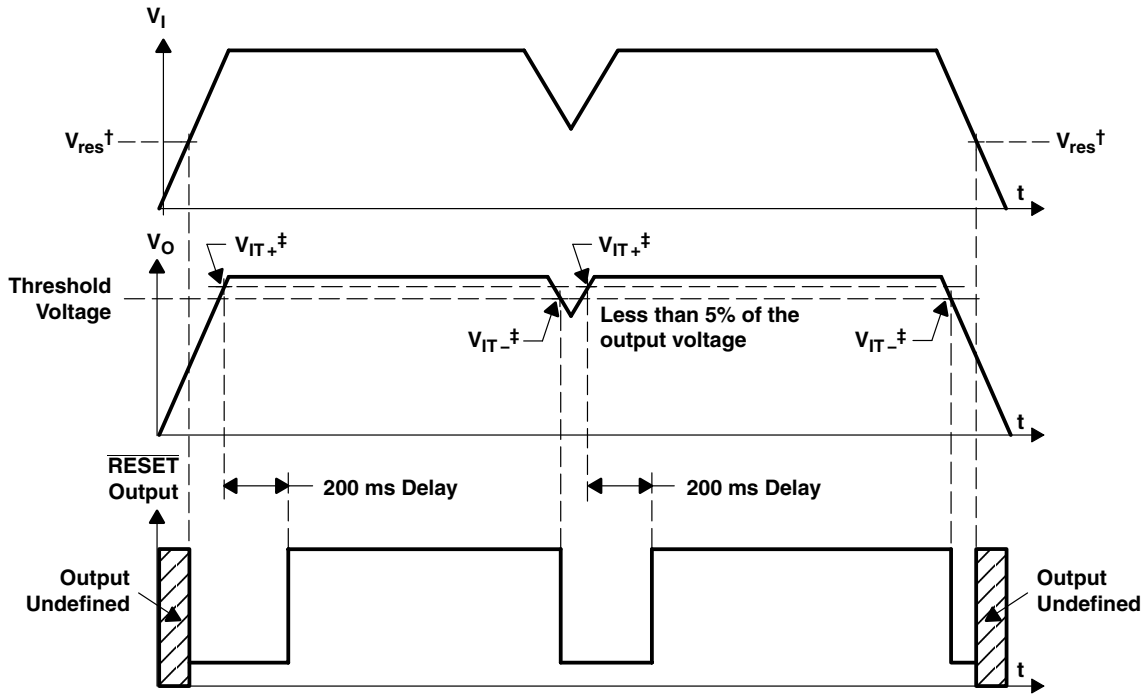 V_I
V_res†
V_res†
t
V_O
V_IT+‡
V_IT+‡
Threshold
Voltage
Less than 5% of the
output voltage
V_IT–‡
V_IT–‡
t
RESET
Output
200 ms Delay
200 ms Delay
Output
Undefined
Output
Undefined
t